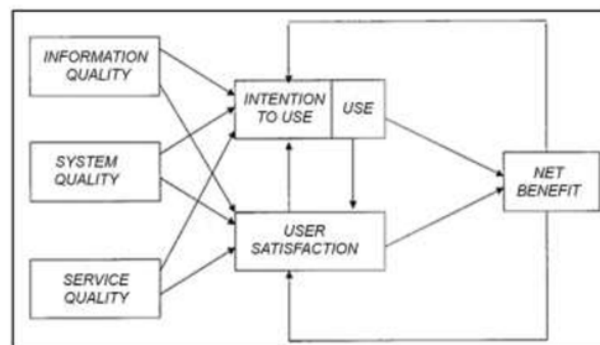 INFORMATION
QUALITY
SYSTEM
QUALITY
SERVICE
QUALITY
INTENTION
TO USE
USE
USER
SATISFACTION
NET
BENEFIT